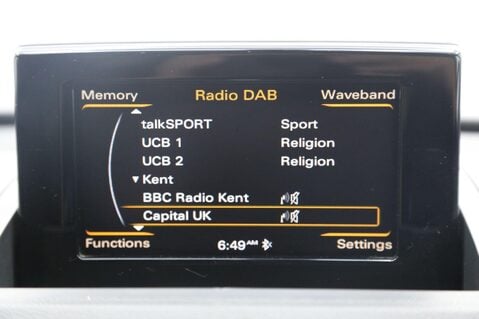 Memory Radio DAB Waveband
talkSPORT Sport
UCB 1 Religion
UCB 2 Religion
Kent
BBC Radio Kent
Capital UK
Functions 6:49AM Settings